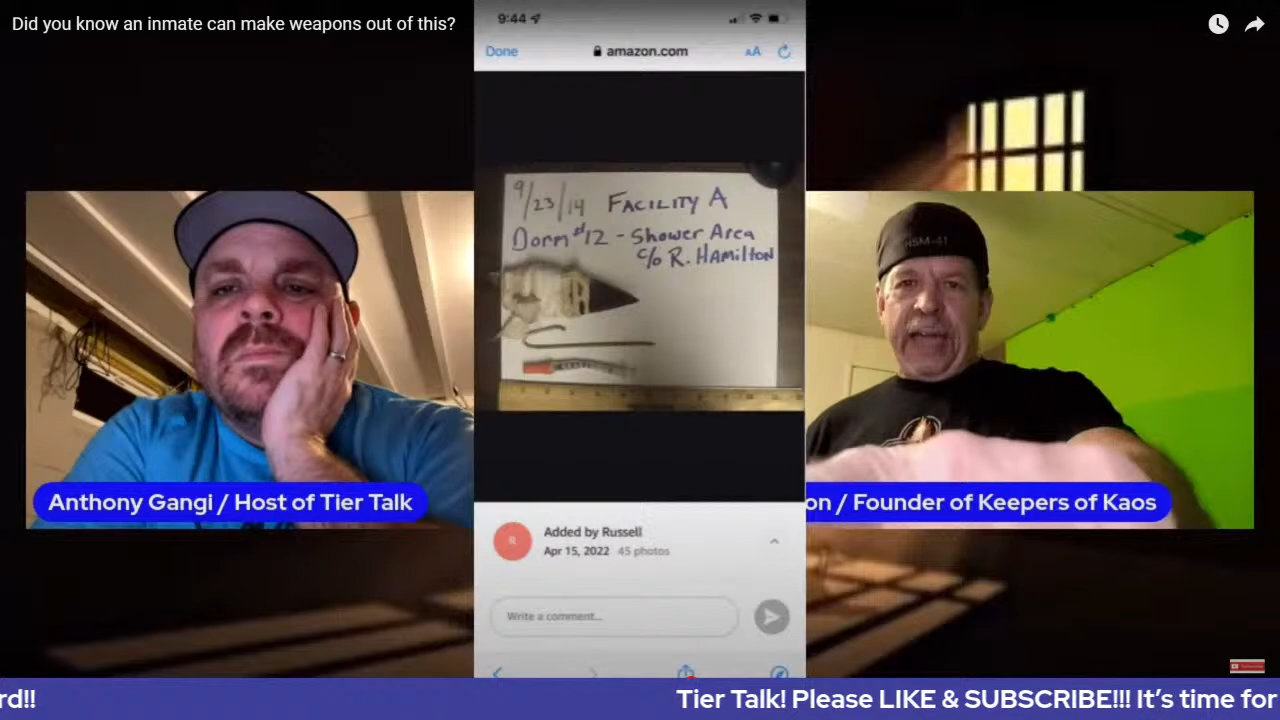 Did you know an inmate can make weapons out of this?
9:44
Done
amazon.com
AA
9/23/14 FACILITY A
Dorm #12 - Shower Area
c/o R. HAMILTON
HSM-41
Anthony Gangi / Host of Tier Talk
on / Founder of Keepers of Kaos
R
Added by Russell
Apr 15, 2022 45 photos
Write a comment...
rd!!
Tier Talk! Please LIKE & SUBSCRIBE!!! It's time for